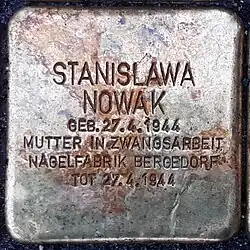 STANISLAWA
NOWAK
GEB. 27.4.1944
MUTTER IN ZWANGSARBEIT
NAGELFABRIK BERGEDORF
TOT 27.4.1944